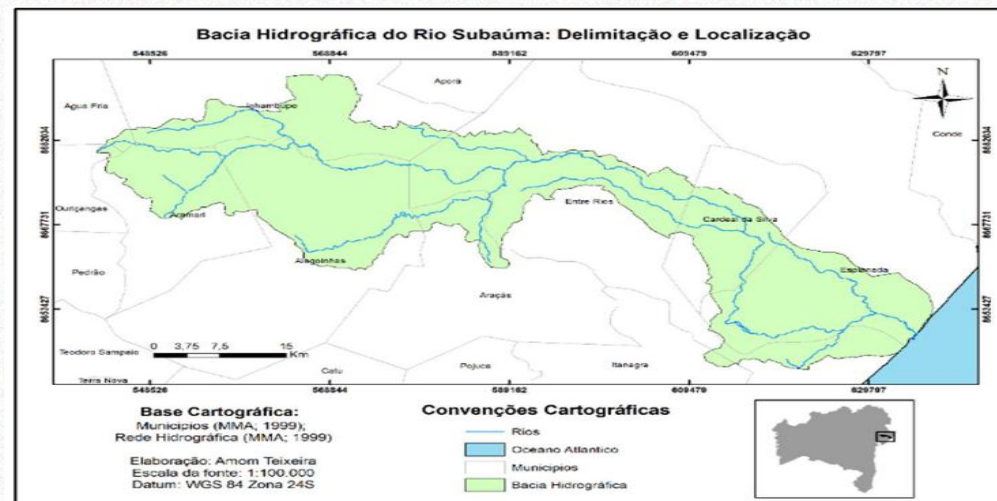 Bacia Hidrográfica do Rio Subaúma: Delimitação e Localização
548526 568844 589162 609479 629797
N
Aporá
Água Fria
Inhambupe
Conde
8682034
8682034
Ouriçangas
Aramari
Entre Rios
Cardeal da Silva
8667731
8667731
Alagoinhas
Esplanada
Pedrão
Araçás
8653427
8653427
Teodoro Sampaio
0 3,75 7,5 15
Km
Catu
Pojuca
Itanagra
Terra Nova
548526 568844 589162 609479 629797
Base Cartográfica:
Municípios (MMA; 1999);
Rede Hidrográfica (MMA; 1999)
Elaboração: Amom Teixeira
Escala da fonte: 1:100.000
Datum: WGS 84 Zona 24S
Convenções Cartográficas
Rios
Oceano Atlântico
Municípios
Bacia Hidrográfica